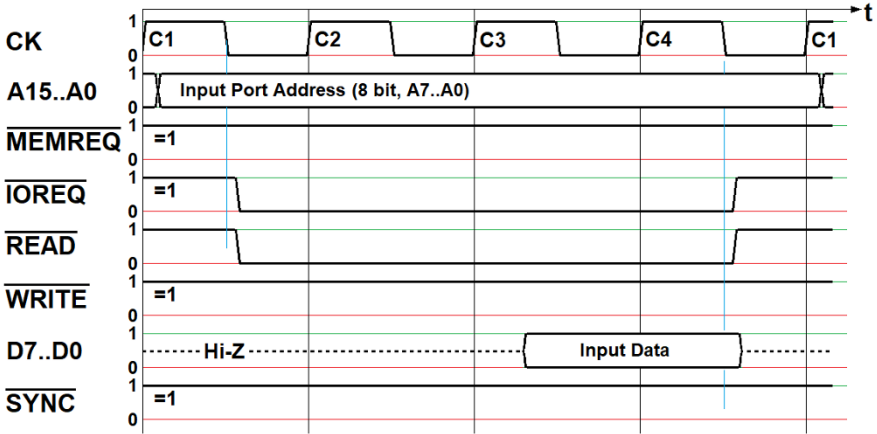 t
CK 1 0 C1 C2 C3 C4 C1
A15..A0 1 0 Input Port Address (8 bit, A7..A0)
MEMREQ 1 0 =1
IOREQ 1 0 =1
READ 1 0
WRITE 1 0 =1
D7..D0 1 0 Hi-Z Input Data
SYNC 1 0 =1